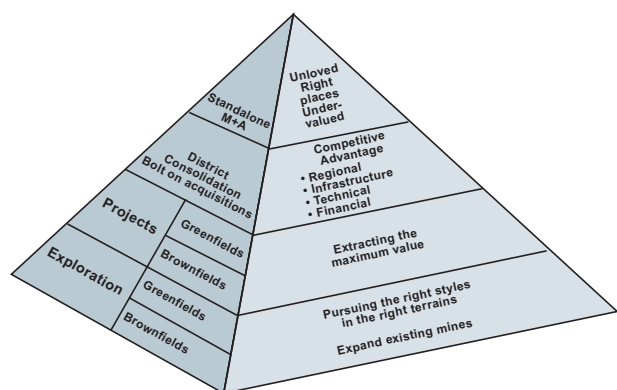 Standalone
M+A
Unloved
Right
places
Under-
valued
District
Consolidation
Bolt on acquisitions
Competitive
Advantage
• Regional
• Infrastructure
• Technical
• Financial
Projects
Greenfields
Brownfields
Extracting the
maximum value
Exploration
Greenfields
Brownfields
Pursuing the right styles
in the right terrains
Expand existing mines